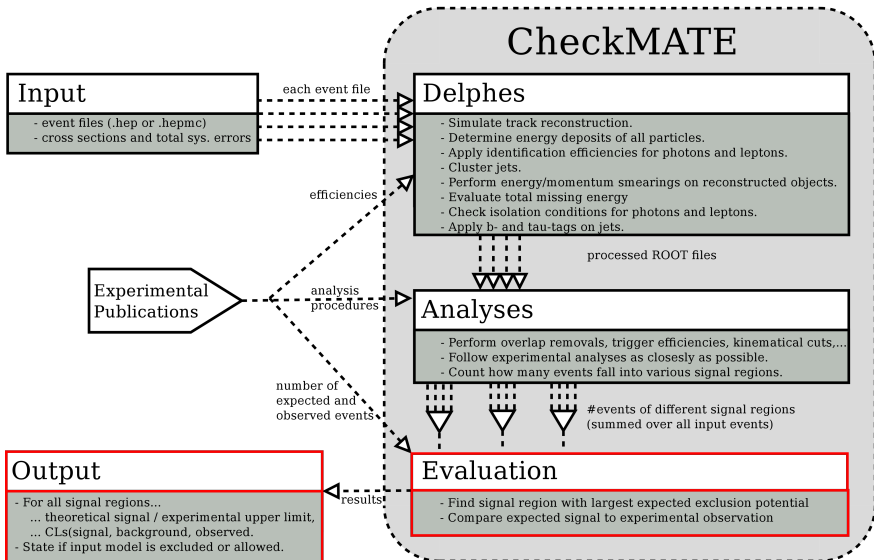 CheckMATE
Input
- event files (.hep or .hepmc)
- cross sections and total sys. errors
each event file
Delphes
- Simulate track reconstruction.
- Determine energy deposits of all particles.
- Apply identification efficiencies for photons and leptons.
- Cluster jets.
- Perform energy/momentum smearings on reconstructed objects.
- Evaluate total missing energy
- Check isolation conditions for photons and leptons.
- Apply b- and tau-tags on jets.
efficiencies
processed ROOT files
Experimental
Publications
analysis
procedures
Analyses
- Perform overlap removals, trigger efficiencies, kinematical cuts,...
- Follow experimental analyses as closesly as possible.
- Count how many events fall into various signal regions.
number of
expected and
observed events
#events of different signal regions
(summed over all input events)
Output
- For all signal regions...
... theoretical signal / experimental upper limit,
... CLs(signal, background, observed.
- State if input model is excluded or allowed.
results
Evaluation
- Find signal region with largest expected exclusion potential
- Compare expected signal to experimental observation